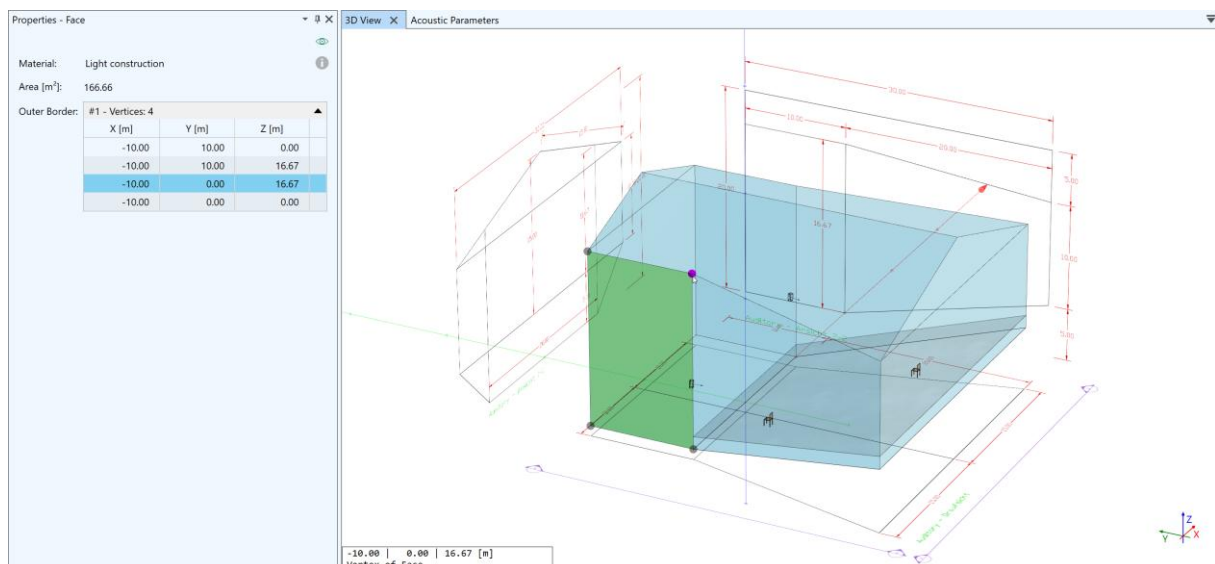 Properties - Face
3D View
Acoustic Parameters
Material: Light construction
Area [m²]: 166.66
Outer Border: #1 - Vertices: 4
X [m] Y [m] Z [m]
-10.00 10.00 0.00
-10.00 10.00 16.67
-10.00 0.00 16.67
-10.00 0.00 0.00
30.00
10.00
20.00
5.00
16.67
10.00
5.00
Z
Y
X
-10.00 | 0.00 | 16.67 [m]
Vertex of Face